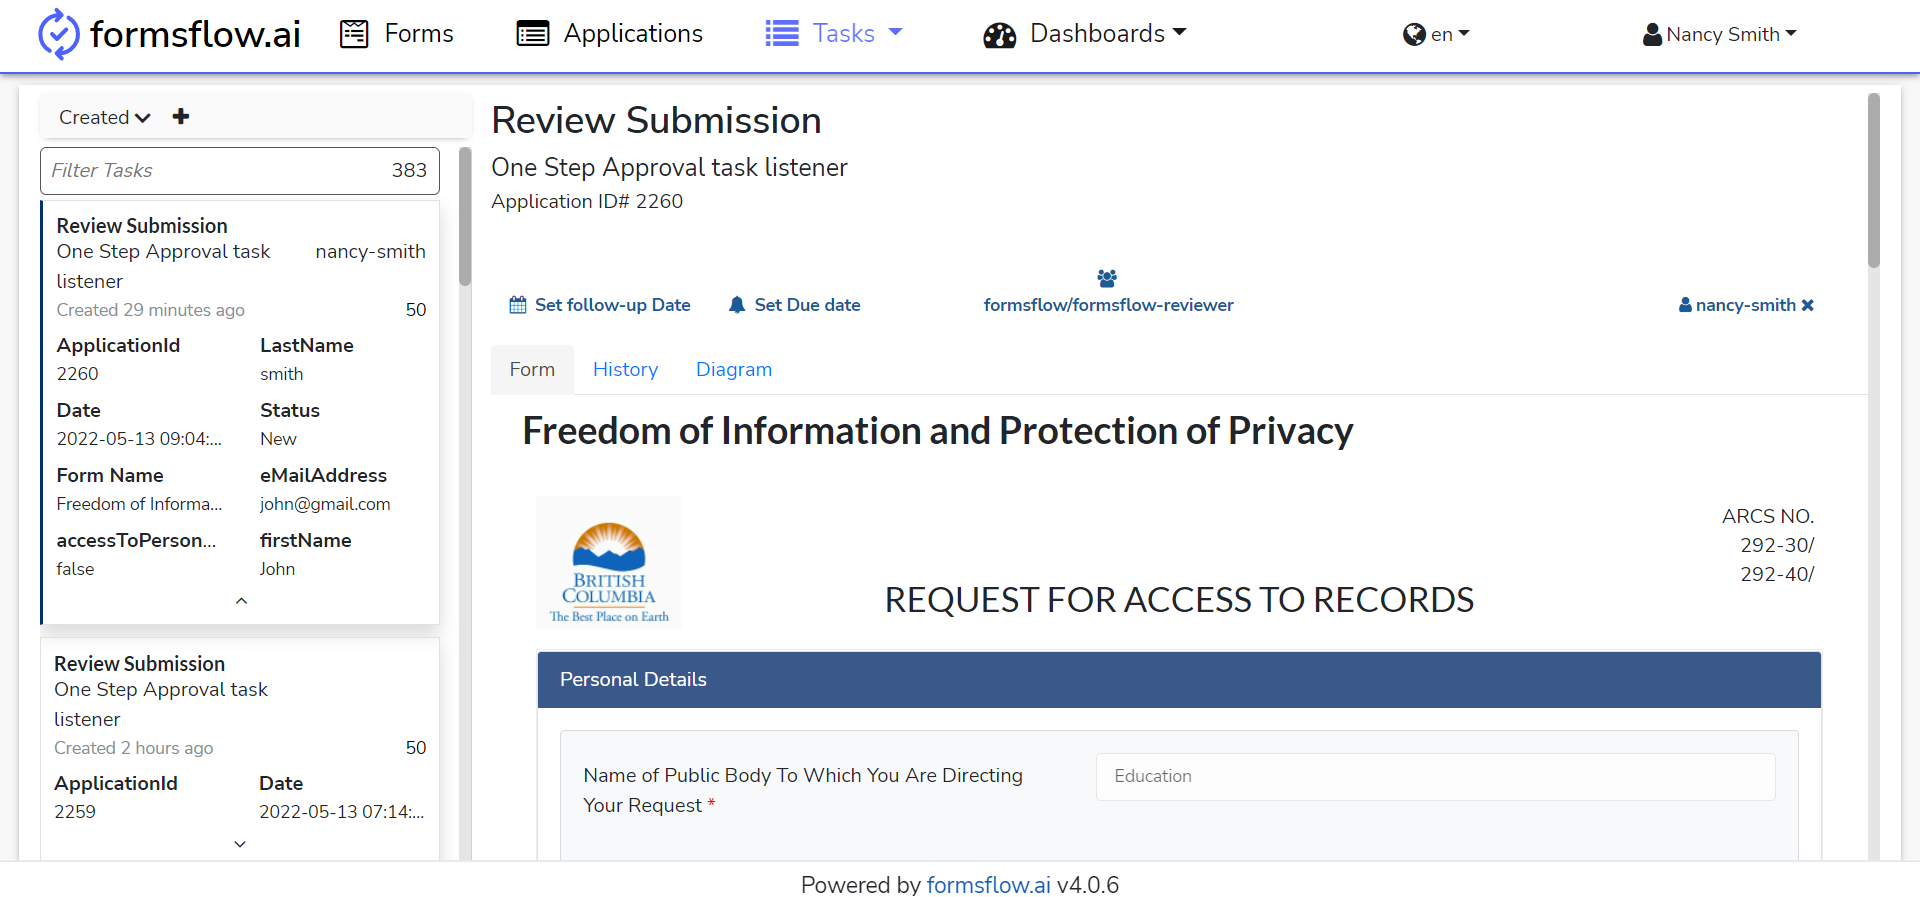 formsflow.ai Forms Applications Tasks Dashboards en Nancy Smith
Created
Filter Tasks 383
Review Submission
One Step Approval task nancy-smith
listener
Created 29 minutes ago 50
ApplicationId LastName
2260 smith
Date Status
2022-05-13 09:04:... New
Form Name eMailAddress
Freedom of Informa... john@gmail.com
accessToPerson... firstName
false John
Review Submission
One Step Approval task
listener
Created 2 hours ago 50
ApplicationId Date
2259 2022-05-13 07:14:...
Review Submission
One Step Approval task listener
Application ID# 2260
Set follow-up Date Set Due date formsflow/formsflow-reviewer nancy-smith
Form History Diagram
Freedom of Information and Protection of Privacy
BRITISH
COLUMBIA
The Best Place on Earth
REQUEST FOR ACCESS TO RECORDS
ARCS NO.
292-30/
292-40/
Personal Details
Name of Public Body To Which You Are Directing
Your Request *
Education
Powered by formsflow.ai v4.0.6